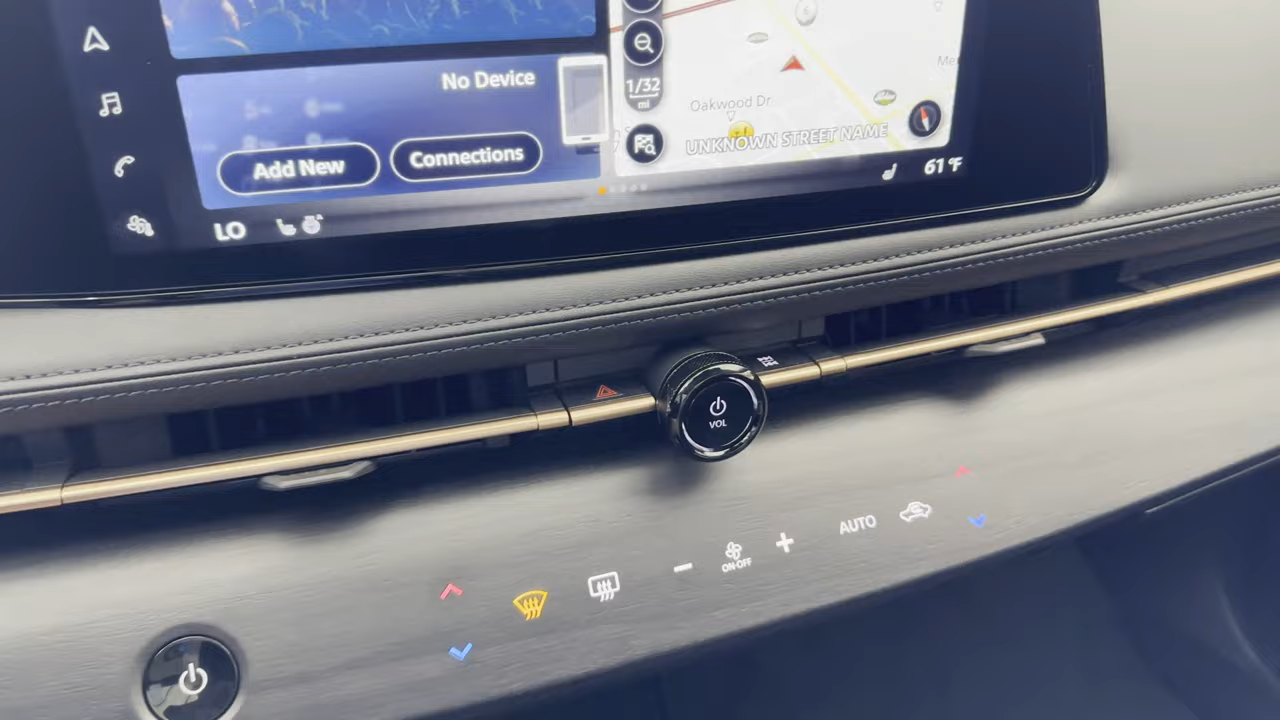 No Device
Add New
Connections
LO
1/32
mi
Oakwood Dr
UNKNOWN STREET NAME
61°F
VOL
ON·OFF
AUTO